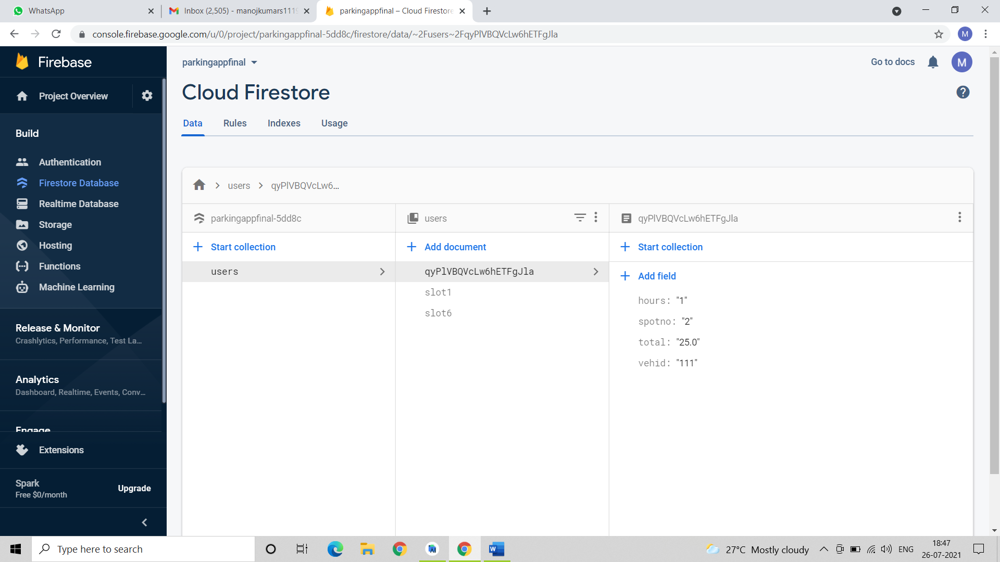 WhatsApp
Inbox (2,505) - manojkumars1119
parkingappfinal – Cloud Firestore
console.firebase.google.com/u/0/project/parkingappfinal-5dd8c/firestore/data/~2Fusers~2FqyPlVBQVcLw6hETFgJla
M
Firebase
parkingappfinal
Go to docs
M
Project Overview
Cloud Firestore
?
Data Rules Indexes Usage
Build
Authentication
Firestore Database
Realtime Database
Storage
Hosting
Functions
Machine Learning
Release & Monitor
Crashlytics, Performance, Test La...
Analytics
Dashboard, Realtime, Events, Conv...
Engage
Extensions
Spark
Free $0/month
Upgrade
users
qyPlVBQVcLw6...
parkingappfinal-5dd8c
users
qyPlVBQVcLw6hETFgJla
Start collection
Add document
Start collection
users
qyPlVBQVcLw6hETFgJla
slot1
slot6
Add field
hours: "1"
spotno: "2"
total: "25.0"
vehid: "111"
Type here to search
W
27°C Mostly cloudy
ENG
18:47
26-07-2021